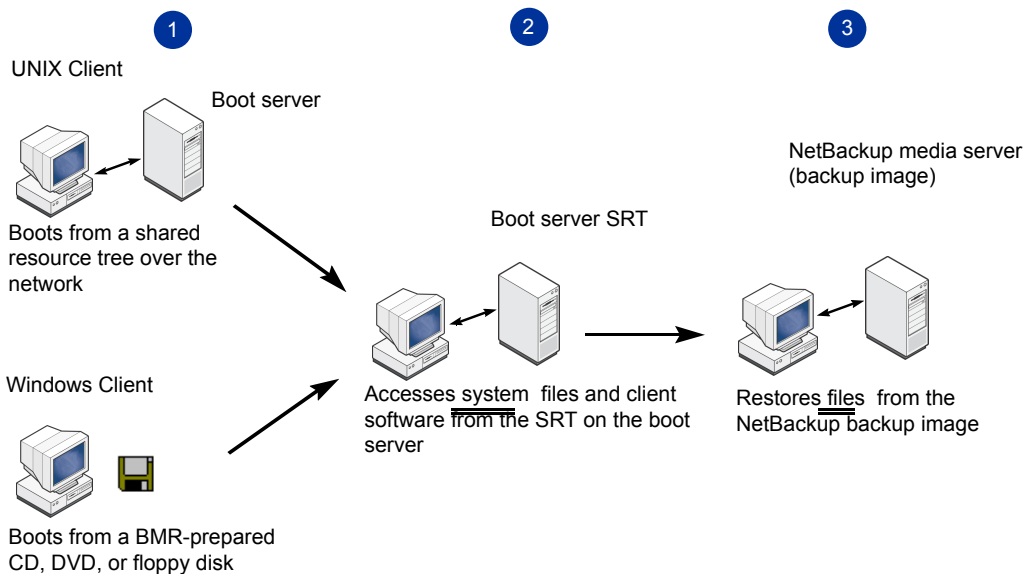 1
2
3
UNIX Client
Boot server
Boots from a shared
resource tree over the
network
Windows Client
Boots from a BMR-prepared
CD, DVD, or floppy disk
Boot server SRT
Accesses system files and client
software from the SRT on the boot
server
NetBackup media server
(backup image)
Restores files from the
NetBackup backup image